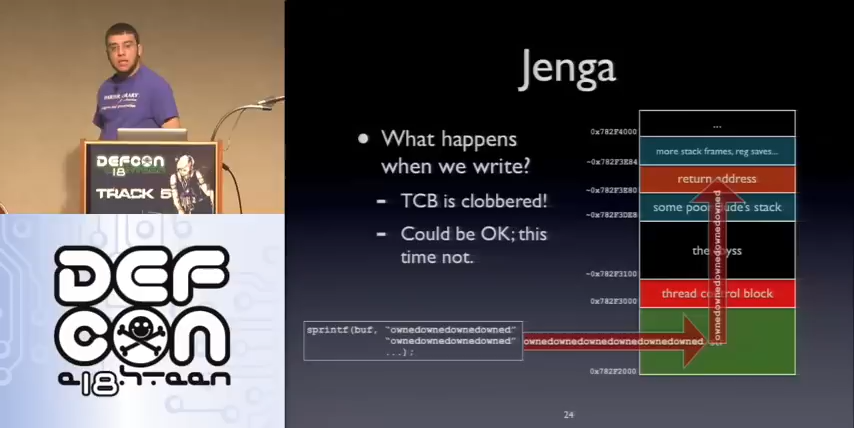 Jenga
What happens
when we write?
TCB is clobbered!
Could be OK; this
time not.
sprintf(buf, "ownedownedownedowned"
"ownedownedownedowned"
...);
ownedownedownedownedowned
ownedownedownedownedowned
0x782F4000
~0x782F3E84
~0x782F3E80
~0x782F3DE8
~0x782F3100
0x782F3000
0x782F2000
...
more stack frames, reg saves...
return address
some poor dude's stack
the abyss
thread control block
24
DEFCON
18
TRACK 5
DEF
CON
e18hteen